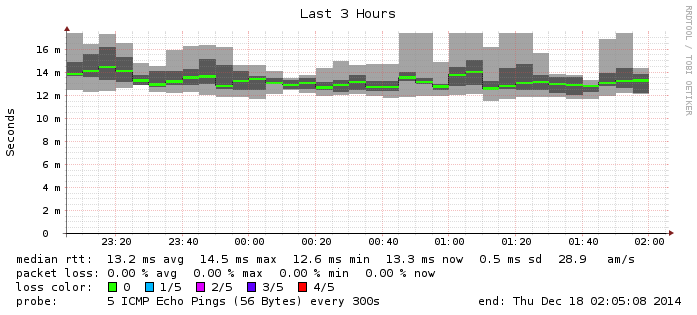 Last 3 Hours
RRDTOOL / TOBI OETIKER
Seconds
16 m
14 m
12 m
10 m
8 m
6 m
4 m
2 m
0
23:20 23:40 00:00 00:20 00:40 01:00 01:20 01:40 02:00
median rtt: 13.2 ms avg 14.5 ms max 12.6 ms min 13.3 ms now 0.5 ms sd 28.9 am/s
packet loss: 0.00 % avg 0.00 % max 0.00 % min 0.00 % now
loss color: 0 1/5 2/5 3/5 4/5
probe: 5 ICMP Echo Pings (56 Bytes) every 300s end: Thu Dec 18 02:05:08 2014